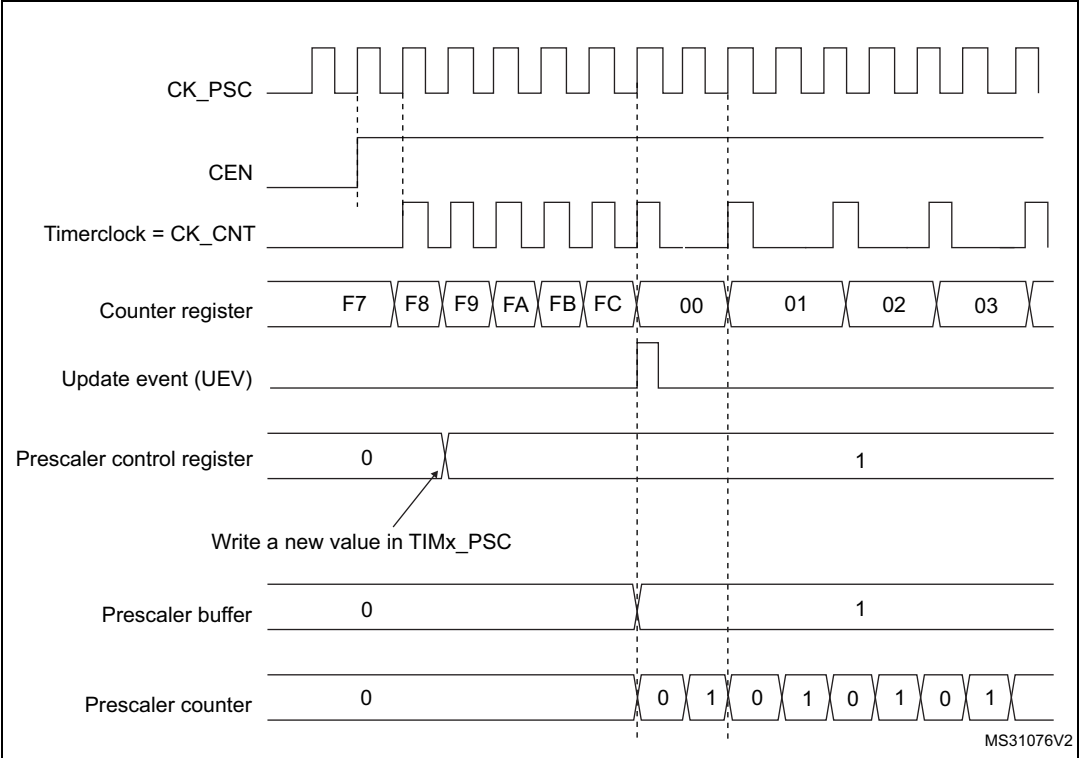 CK_PSC
CEN
Timerclock = CK_CNT
Counter register F7 F8 F9 FA FB FC 00 01 02 03
Update event (UEV)
Prescaler control register 0 1
Write a new value in TIMx_PSC
Prescaler buffer 0 1
Prescaler counter 0 0 1 0 1 0 1 0 1
MS31076V2